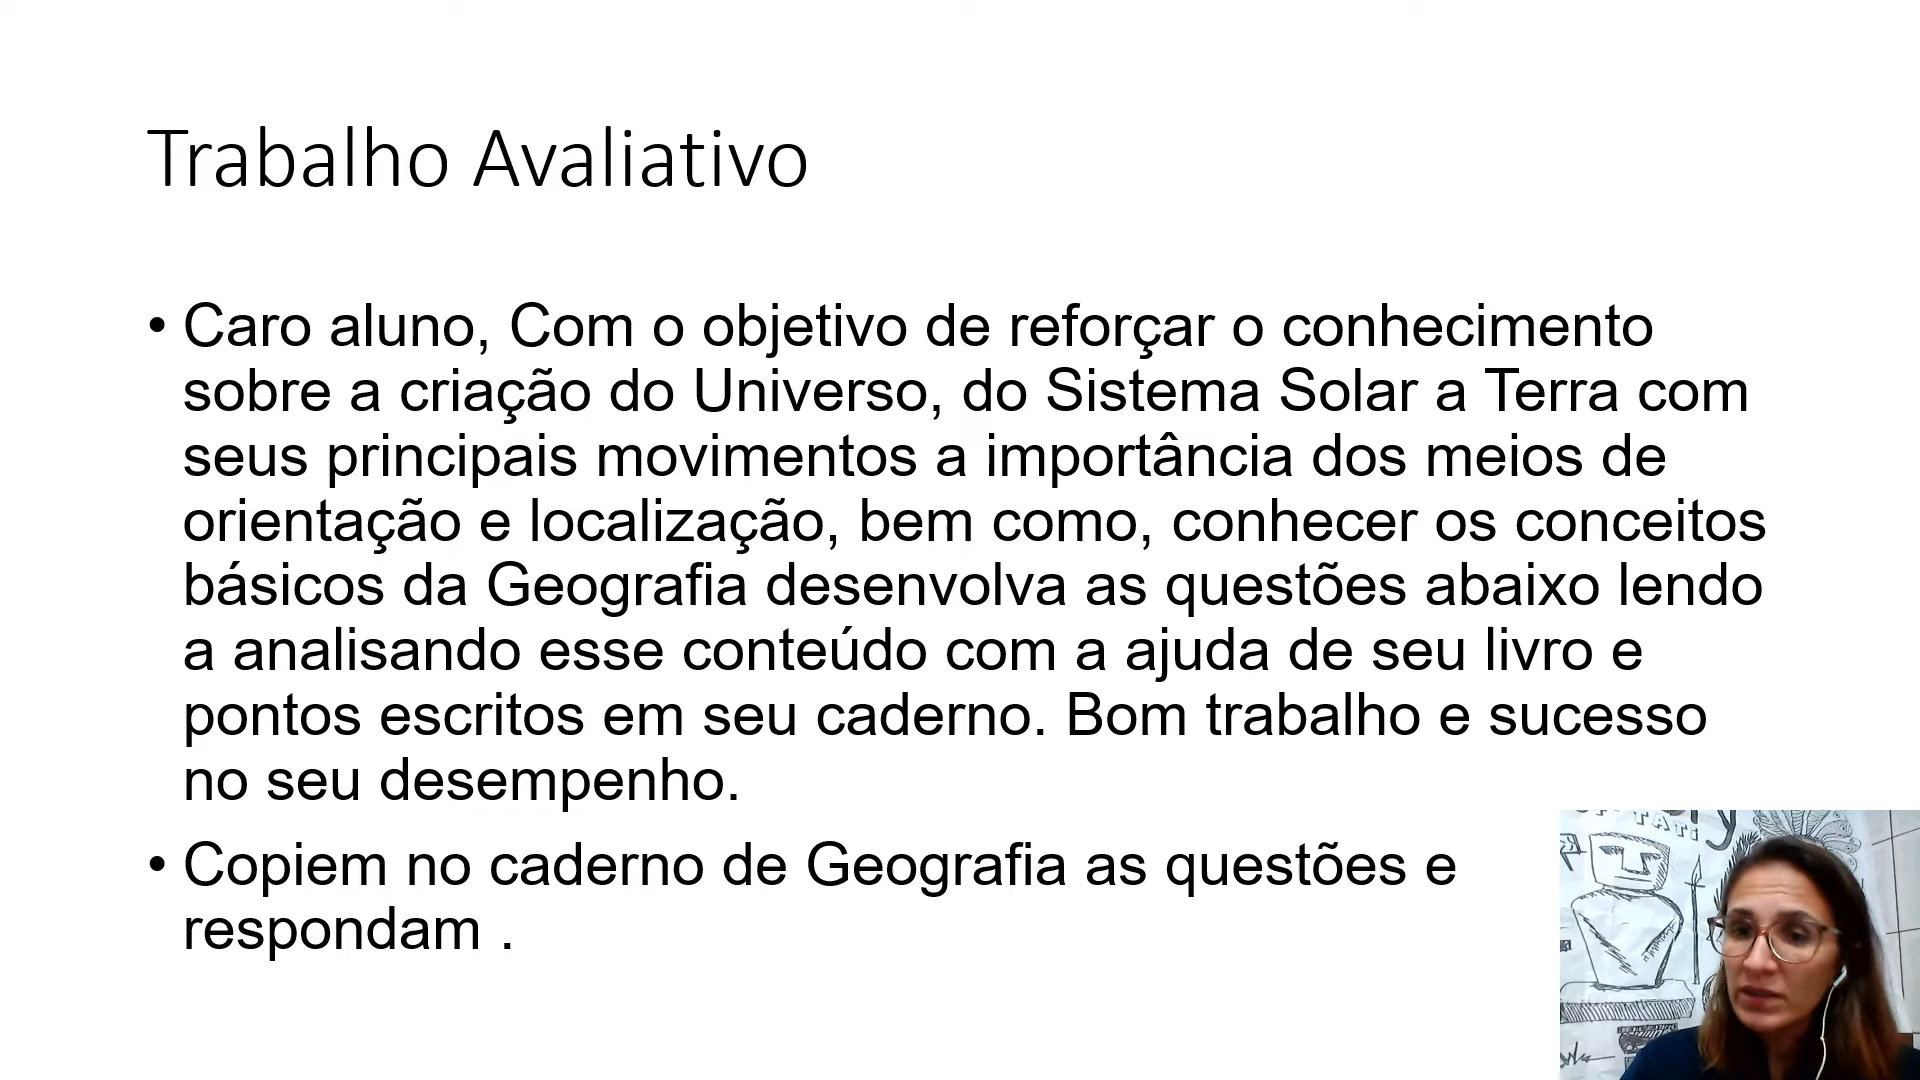 Trabalho Avaliativo
• Caro aluno, Com o objetivo de reforçar o conhecimento
sobre a criação do Universo, do Sistema Solar a Terra com
seus principais movimentos a importância dos meios de
orientação e localização, bem como, conhecer os conceitos
básicos da Geografia desenvolva as questões abaixo lendo
a analisando esse conteúdo com a ajuda de seu livro e
pontos escritos em seu caderno. Bom trabalho e sucesso
no seu desempenho.
• Copiem no caderno de Geografia as questões e
respondam .
TATI